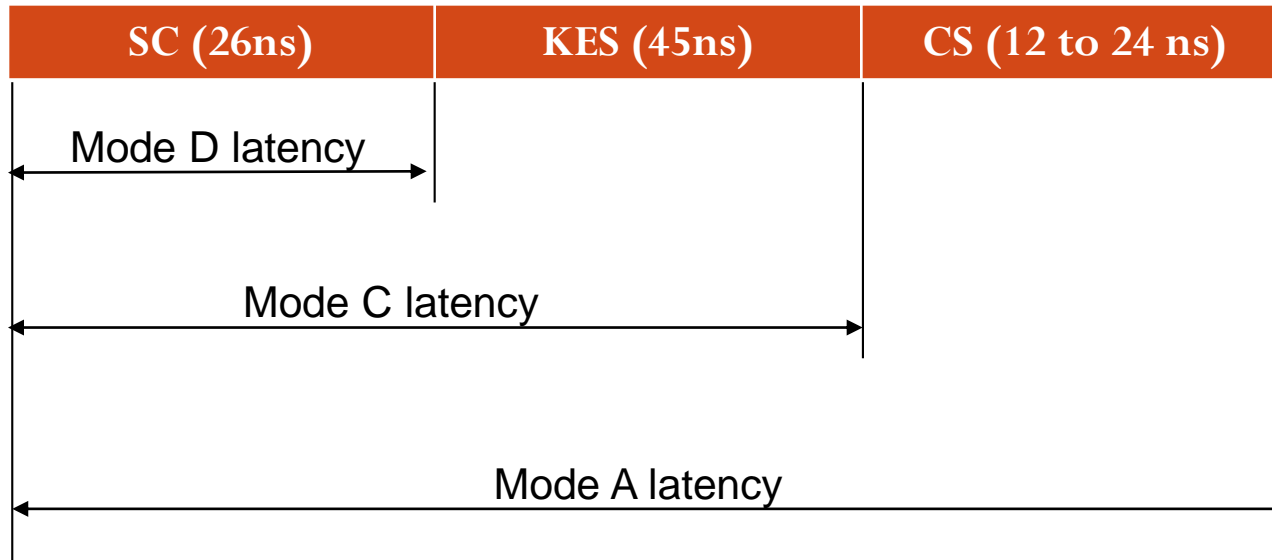 SC (26ns) KES (45ns) CS (12 to 24 ns)
Mode D latency
Mode C latency
Mode A latency